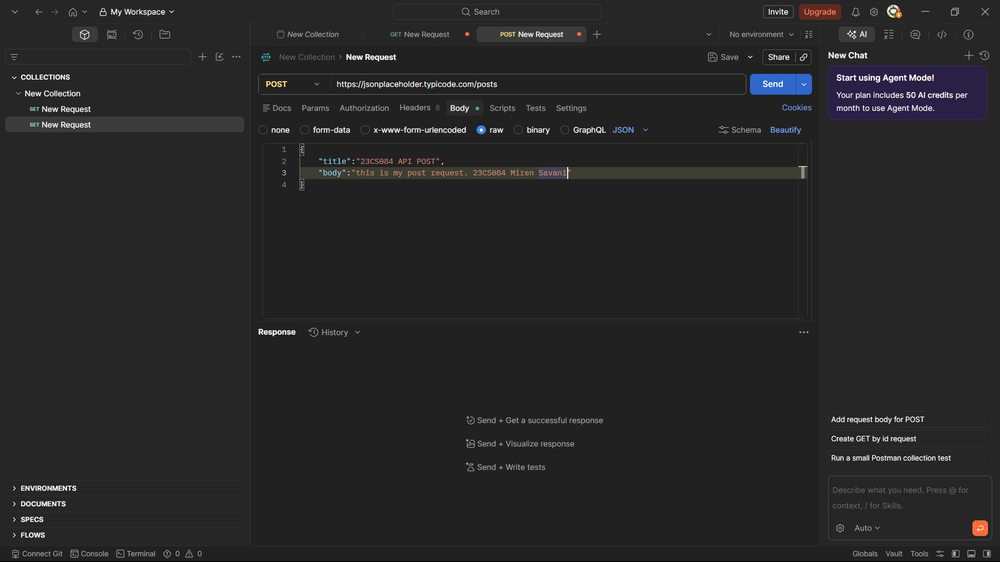 My Workspace
Search
Invite
Upgrade
New Collection
GET New Request
POST New Request
No environment
AI
COLLECTIONS
New Collection
GET New Request
GET New Request
HTTP New Collection > New Request
Save
Share
POST
https://jsonplaceholder.typicode.com/posts
Send
Docs
Params
Authorization
Headers 8
Body
Scripts
Tests
Settings
Cookies
none
form-data
x-www-form-urlencoded
raw
binary
GraphQL
JSON
Schema
Beautify
1 {
2 "title":"23CS084 API POST",
3 "body":"this is my post request. 23CS084 Miren Savani"
4 }
Response
History
Send + Get a successful response
Send + Visualize response
Send + Write tests
New Chat
Start using Agent Mode!
Your plan includes 50 AI credits per
month to use Agent Mode.
Add request body for POST
Create GET by id request
Run a small Postman collection test
Describe what you need. Press @ for
context, / for Skills.
Auto
ENVIRONMENTS
DOCUMENTS
SPECS
FLOWS
Connect Git
Console
Terminal
0
0
Globals
Vault
Tools